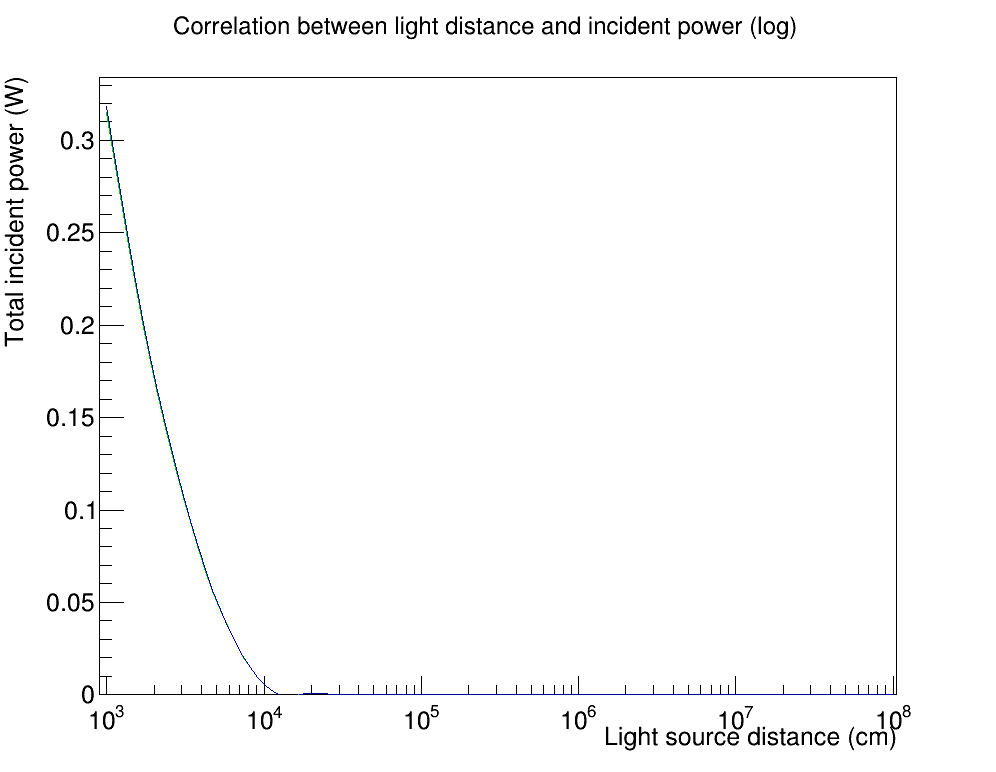 Correlation between light distance and incident power (log)
Total incident power (W)
0.3
0.25
0.2
0.15
0.1
0.05
0
10³ 10⁴ 10⁵ 10⁶ 10⁷ 10⁸
Light source distance (cm)